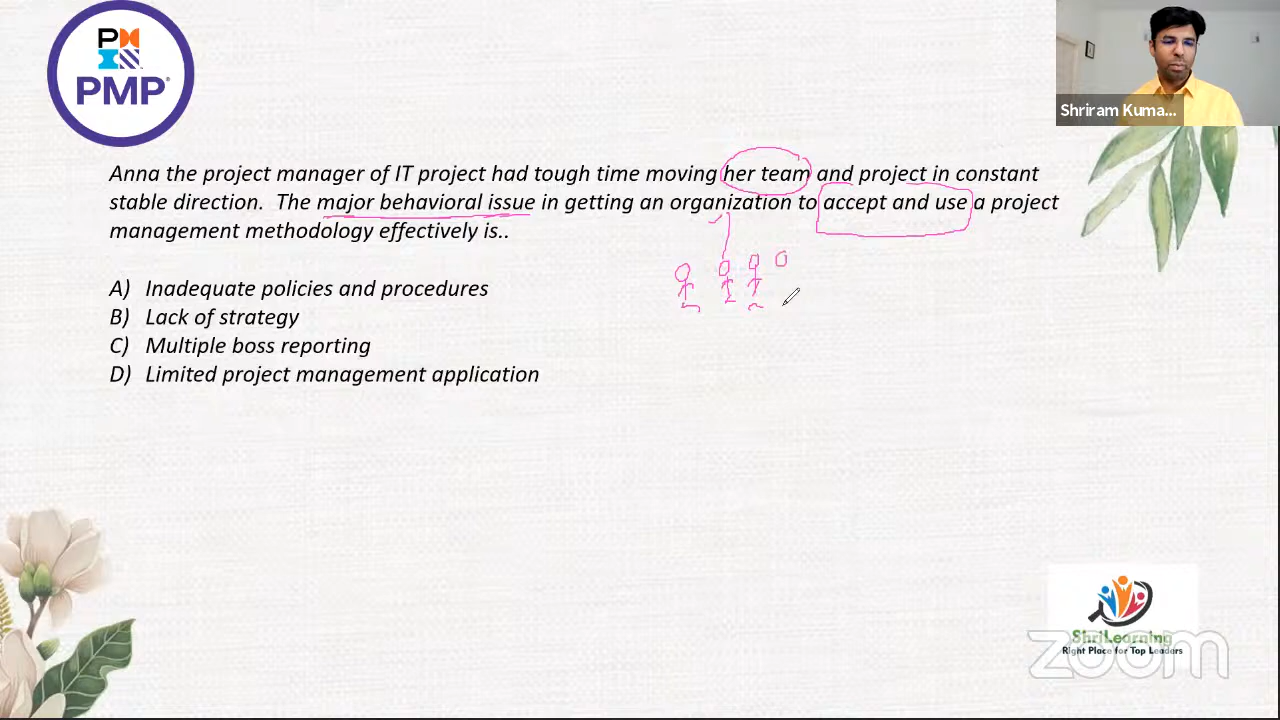 PM
PMP®
Shriram Kuma...
Anna the project manager of IT project had tough time moving her team and project in constant
stable direction. The major behavioral issue in getting an organization to accept and use a project
management methodology effectively is..
A) Inadequate policies and procedures
B) Lack of strategy
C) Multiple boss reporting
D) Limited project management application
ShriLearning
Right Place for Top Leaders
zoom